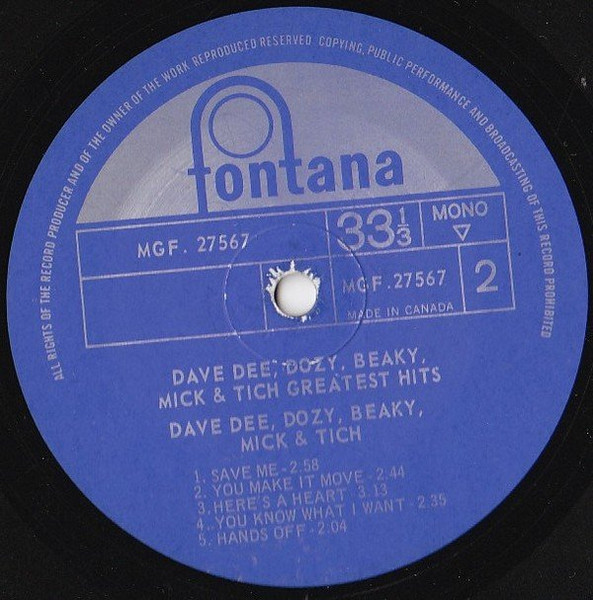 ALL RIGHTS OF THE RECORD PRODUCER AND OF THE OWNER OF THE WORK REPRODUCED RESERVED COPYING, PUBLIC PERFORMANCE AND BROADCASTING OF THIS RECORD PROHIBITED
fontana
MGF. 27567
33 1/3
MONO
MGF.27567
2
MADE IN CANADA
DAVE DEE, DOZY, BEAKY,
MICK & TICH GREATEST HITS
DAVE DEE, DOZY, BEAKY,
MICK & TICH
1. SAVE ME-2.58
2. YOU MAKE IT MOVE-2.44
3. HERE'S A HEART 3.13
4. YOU KNOW WHAT I WANT-2.35
5. HANDS OFF-2.04